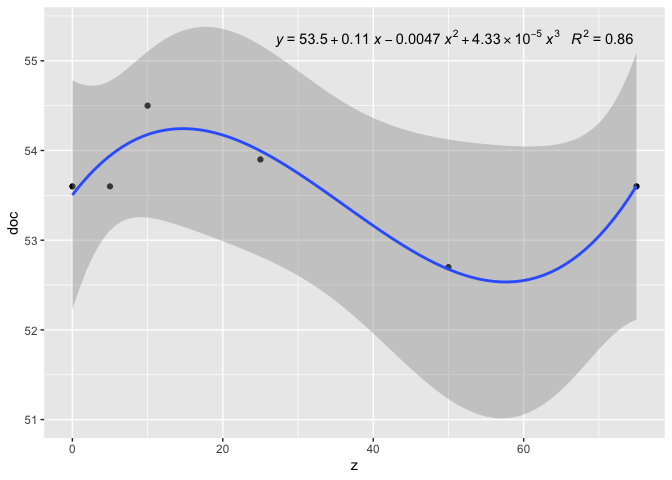 y = 53.5 + 0.11 x − 0.0047 x² + 4.33 × 10⁻⁵ x³ R² = 0.86
55
54
53
52
51
doc
0 20 40 60
z